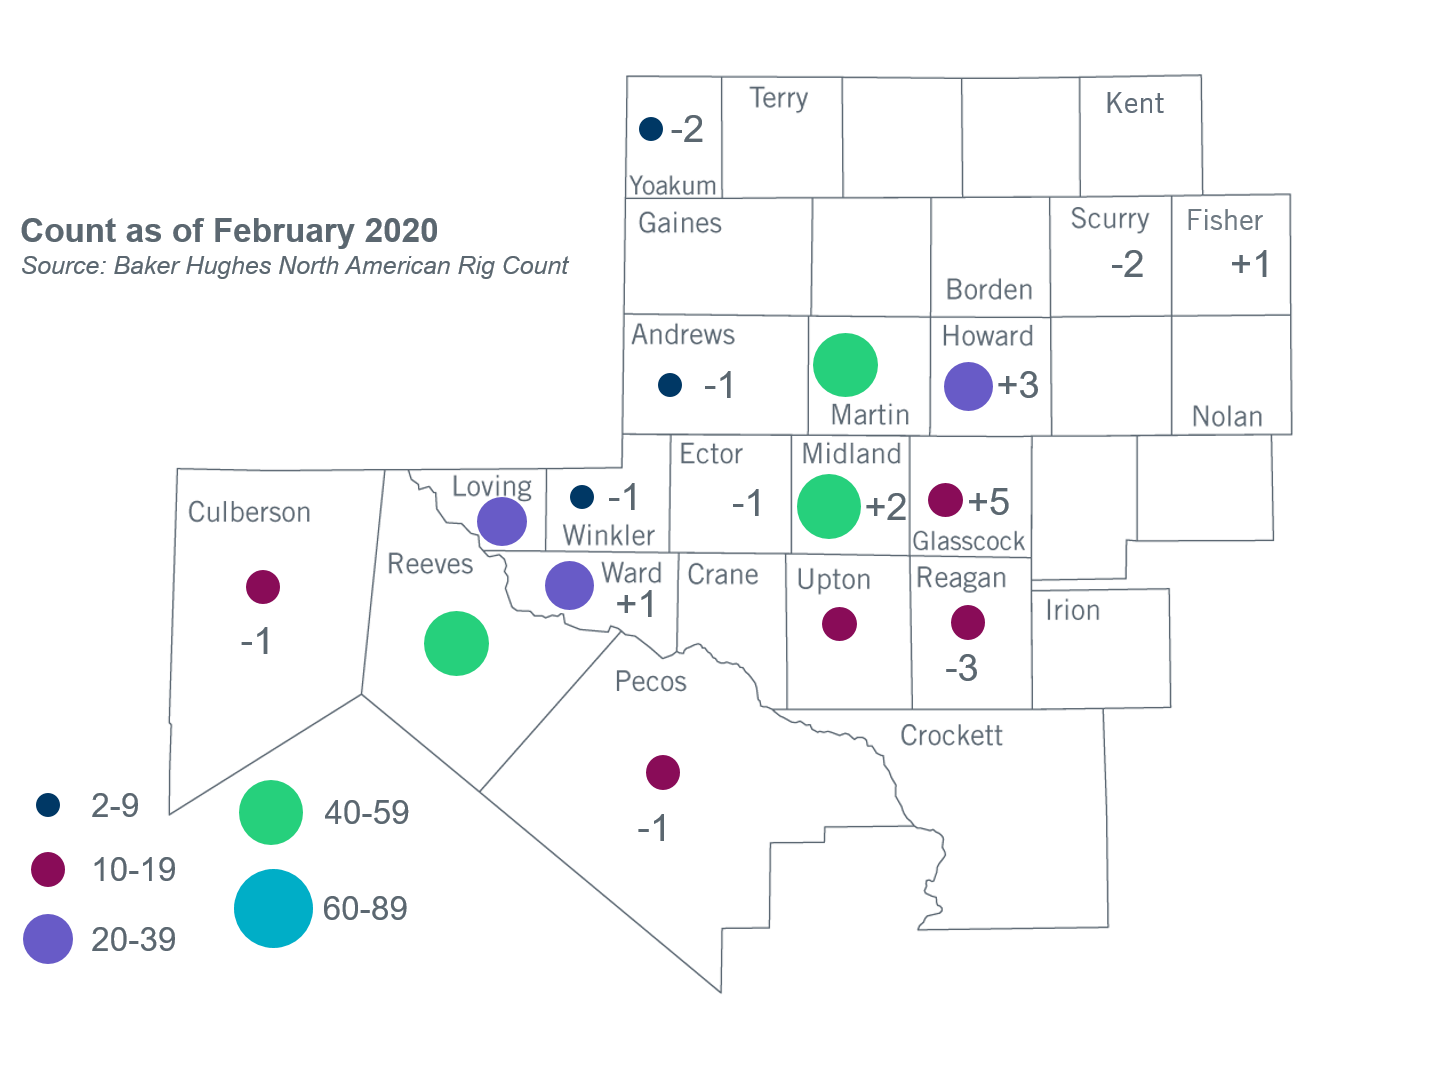 Terry
Kent
-2
Yoakum
Count as of February 2020
Source: Baker Hughes North American Rig Count
Gaines
Scurry
Fisher
-2
+1
Borden
Andrews
Howard
-1
+3
Martin
Nolan
Ector
Midland
Culberson
Loving
-1
-1
+2
+5
Winkler
Glasscock
Reeves
Ward
Crane
Upton
Reagan
+1
Irion
-1
-3
Pecos
Crockett
-1
2-9
40-59
10-19
60-89
20-39